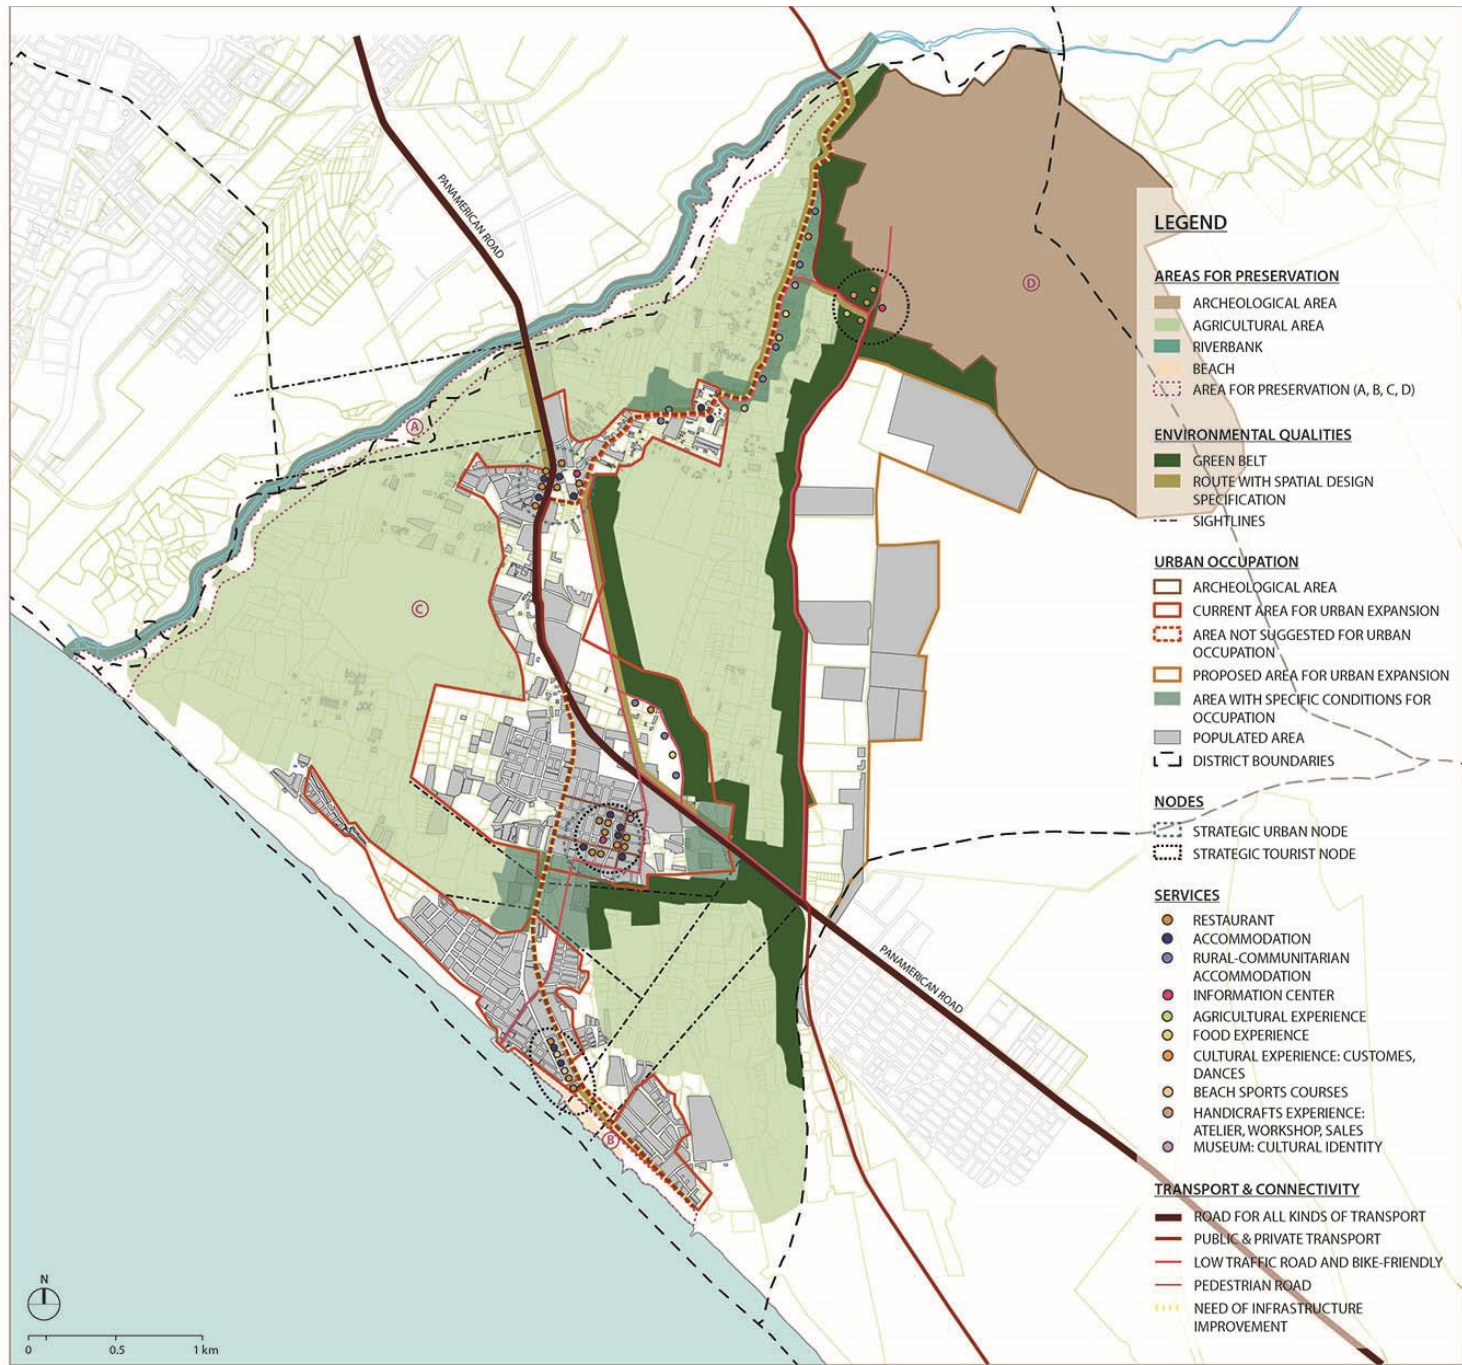 PANAMERICAN ROAD
A
C
D
B
PANAMERICAN ROAD
N
0 0.5 1 km
LEGEND
AREAS FOR PRESERVATION
ARCHEOLOGICAL AREA
AGRICULTURAL AREA
RIVERBANK
BEACH
AREA FOR PRESERVATION (A, B, C, D)
ENVIRONMENTAL QUALITIES
GREEN BELT
ROUTE WITH SPATIAL DESIGN
SPECIFICATION
SIGHTLINES
URBAN OCCUPATION
ARCHEOLOGICAL AREA
CURRENT AREA FOR URBAN EXPANSION
AREA NOT SUGGESTED FOR URBAN
OCCUPATION
PROPOSED AREA FOR URBAN EXPANSION
AREA WITH SPECIFIC CONDITIONS FOR
OCCUPATION
POPULATED AREA
DISTRICT BOUNDARIES
NODES
STRATEGIC URBAN NODE
STRATEGIC TOURIST NODE
SERVICES
RESTAURANT
ACCOMMODATION
RURAL-COMMUNITARIAN
ACCOMMODATION
INFORMATION CENTER
AGRICULTURAL EXPERIENCE
FOOD EXPERIENCE
CULTURAL EXPERIENCE: CUSTOMES,
DANCES
BEACH SPORTS COURSES
HANDICRAFTS EXPERIENCE:
ATELIER, WORKSHOP, SALES
MUSEUM: CULTURAL IDENTITY
TRANSPORT & CONNECTIVITY
ROAD FOR ALL KINDS OF TRANSPORT
PUBLIC & PRIVATE TRANSPORT
LOW TRAFFIC ROAD AND BIKE-FRIENDLY
PEDESTRIAN ROAD
NEED OF INFRASTRUCTURE
IMPROVEMENT